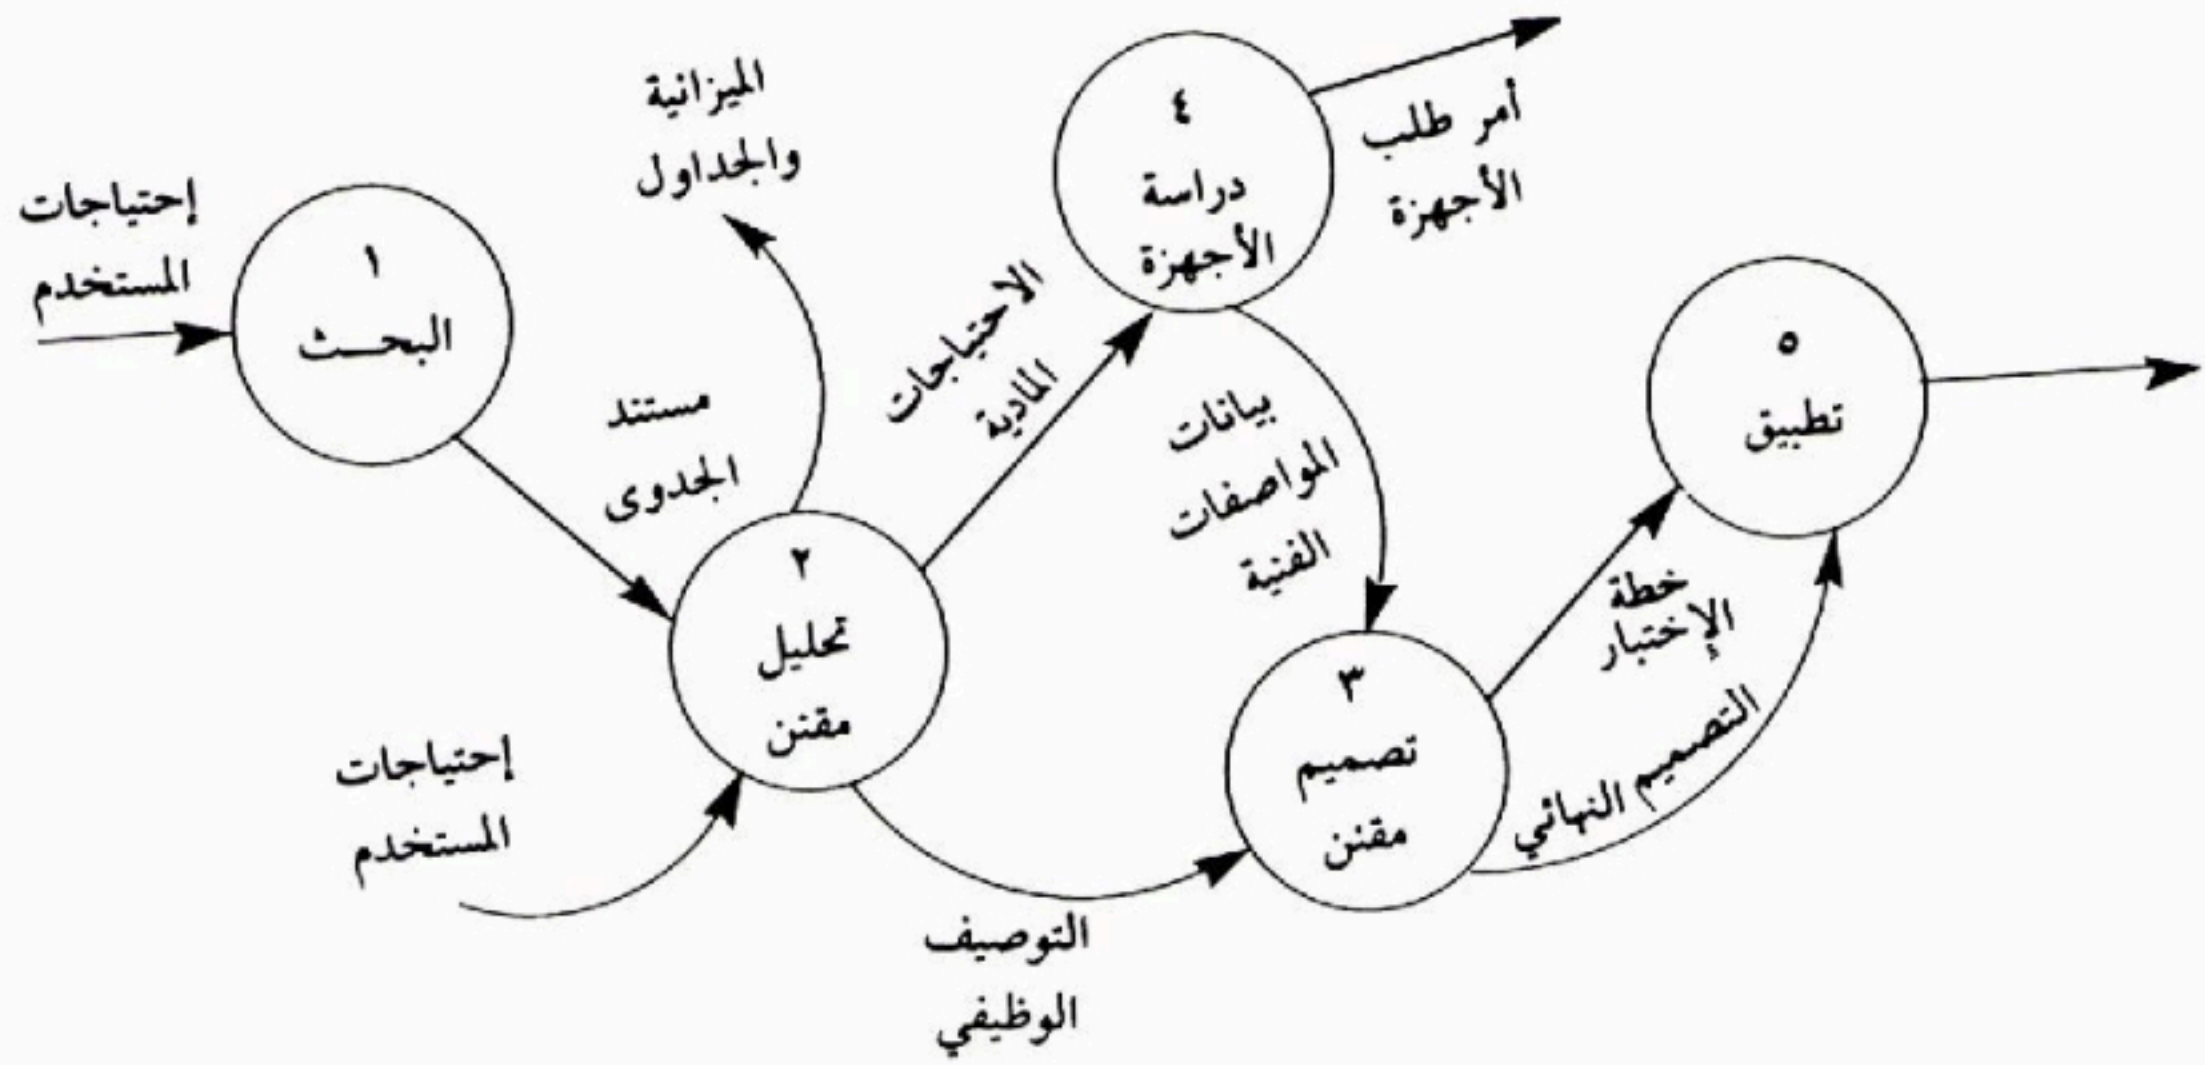 إحتياجات
المستخدم
١
البحـث
الميزانية
والجداول
مستند
الجدوى
٢
تحليل
مقنن
إحتياجات
المستخدم
الاحتياجات
المادية
٤
دراسة
الأجهزة
أمر طلب
الأجهزة
بيانات
المواصفات
الفنية
التوصيف
الوظيفي
٣
تصميم
مقنن
خطة
الإختبار
التصميم النهائي
٥
تطبيق